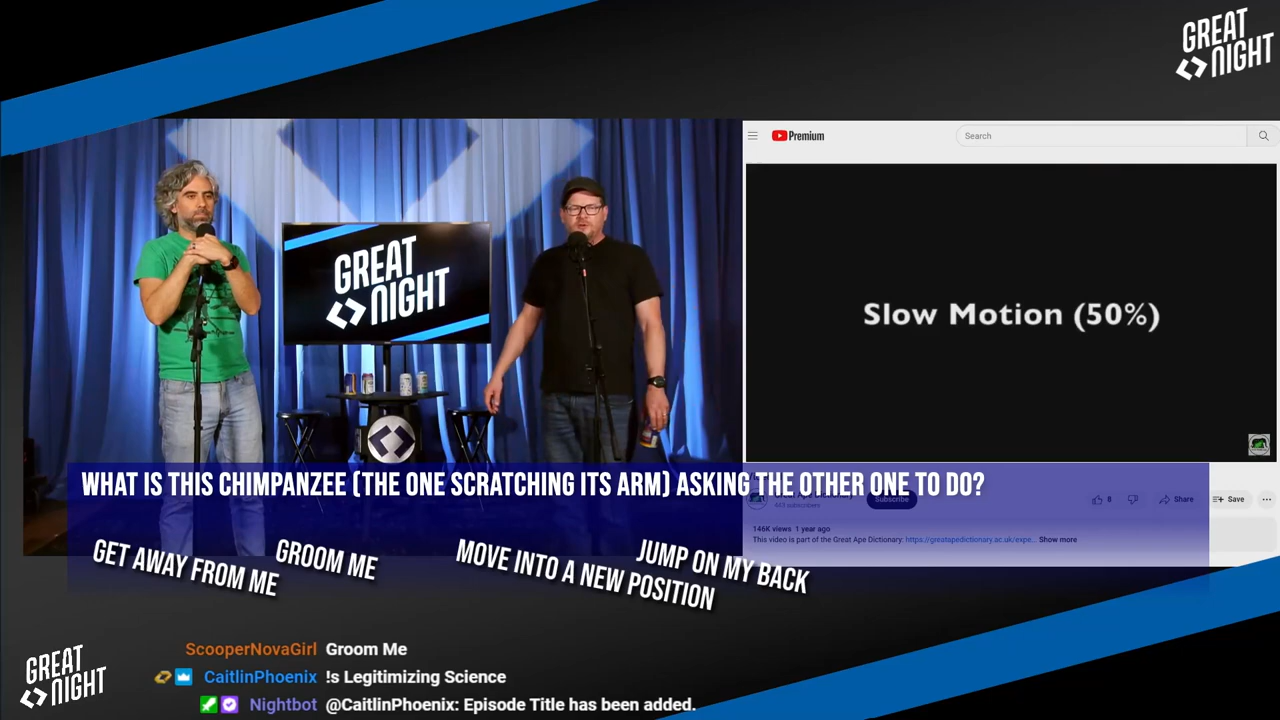 GREAT
NIGHT
Premium
Search
GREAT
NIGHT
Slow Motion (50%)
WHAT IS THIS CHIMPANZEE (THE ONE SCRATCHING ITS ARM) ASKING THE OTHER ONE TO DO?
Subscribe
8
Share
Save
146K views 1 year ago
This video is part of the Great Ape Dictionary: https://greatapedictionary.ac.uk/expe... Show more
GET AWAY FROM ME
GROOM ME
MOVE INTO A NEW POSITION
JUMP ON MY BACK
ScooperNovaGirl Groom Me
CaitlinPhoenix !s Legitimizing Science
Nightbot @CaitlinPhoenix: Episode Title has been added.
GREAT
NIGHT